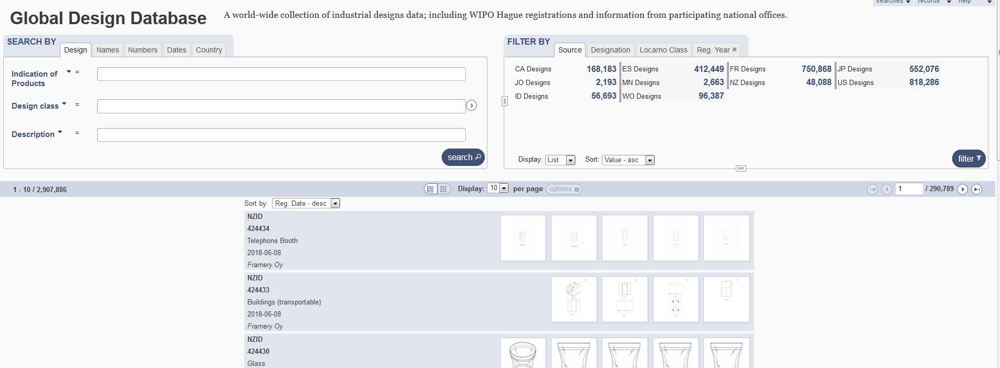 searches records help
Global Design Database
A world-wide collection of industrial designs data; including WIPO Hague registrations and information from participating national offices.
SEARCH BY
Design Names Numbers Dates Country
Indication of Products =
Design class =
Description =
search
FILTER BY
Source Designation Locarno Class Reg. Year
CA Designs 168,183 ES Designs 412,449 FR Designs 750,868 JP Designs 552,076
JO Designs 2,193 MN Designs 2,663 NZ Designs 48,088 US Designs 818,286
ID Designs 56,693 WO Designs 96,387
Display: List Sort: Value - asc
filter
1 - 10 / 2,907,886 Display: 10 per page options 1 / 290,789
Sort by Reg. Date - desc
NZID
424434
Telephone Booth
2018-06-08
Framery Oy
NZID
424433
Buildings (transportable)
2018-06-08
Framery Oy
NZID
424430
Glass